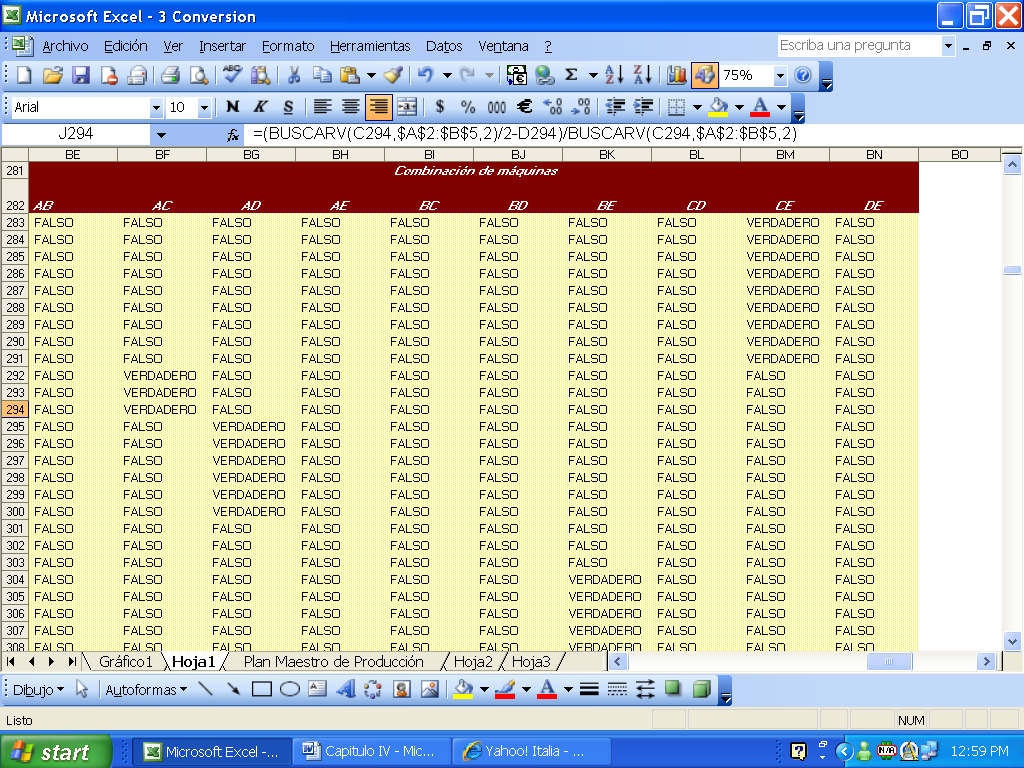 Microsoft Excel - 3 Conversion
Archivo Edición Ver Insertar Formato Herramientas Datos Ventana ? Escriba una pregunta
75%
Arial 10 N K S $ % 000 €
J294 fx =(BUSCARV(C294,$A$2:$B$5,2)/2-D294)/BUSCARV(C294,$A$2:$B$5,2)
BE BF BG BH BI BJ BK BL BM BN BO
281 Combinación de máquinas
282 AB AC AD AE BC BD BE CD CE DE
283 FALSO FALSO FALSO FALSO FALSO FALSO FALSO FALSO VERDADERO FALSO
284 FALSO FALSO FALSO FALSO FALSO FALSO FALSO FALSO VERDADERO FALSO
285 FALSO FALSO FALSO FALSO FALSO FALSO FALSO FALSO VERDADERO FALSO
286 FALSO FALSO FALSO FALSO FALSO FALSO FALSO FALSO VERDADERO FALSO
287 FALSO FALSO FALSO FALSO FALSO FALSO FALSO FALSO VERDADERO FALSO
288 FALSO FALSO FALSO FALSO FALSO FALSO FALSO FALSO VERDADERO FALSO
289 FALSO FALSO FALSO FALSO FALSO FALSO FALSO FALSO VERDADERO FALSO
290 FALSO FALSO FALSO FALSO FALSO FALSO FALSO FALSO VERDADERO FALSO
291 FALSO FALSO FALSO FALSO FALSO FALSO FALSO FALSO VERDADERO FALSO
292 FALSO VERDADERO FALSO FALSO FALSO FALSO FALSO FALSO FALSO FALSO
293 FALSO VERDADERO FALSO FALSO FALSO FALSO FALSO FALSO FALSO FALSO
294 FALSO VERDADERO FALSO FALSO FALSO FALSO FALSO FALSO FALSO FALSO
295 FALSO FALSO VERDADERO FALSO FALSO FALSO FALSO FALSO FALSO FALSO
296 FALSO FALSO VERDADERO FALSO FALSO FALSO FALSO FALSO FALSO FALSO
297 FALSO FALSO VERDADERO FALSO FALSO FALSO FALSO FALSO FALSO FALSO
298 FALSO FALSO VERDADERO FALSO FALSO FALSO FALSO FALSO FALSO FALSO
299 FALSO FALSO VERDADERO FALSO FALSO FALSO FALSO FALSO FALSO FALSO
300 FALSO FALSO VERDADERO FALSO FALSO FALSO FALSO FALSO FALSO FALSO
301 FALSO FALSO FALSO FALSO FALSO FALSO FALSO FALSO FALSO FALSO
302 FALSO FALSO FALSO FALSO FALSO FALSO FALSO FALSO FALSO FALSO
303 FALSO FALSO FALSO FALSO FALSO FALSO FALSO FALSO FALSO FALSO
304 FALSO FALSO FALSO FALSO FALSO FALSO VERDADERO FALSO FALSO FALSO
305 FALSO FALSO FALSO FALSO FALSO FALSO VERDADERO FALSO FALSO FALSO
306 FALSO FALSO FALSO FALSO FALSO FALSO VERDADERO FALSO FALSO FALSO
307 FALSO FALSO FALSO FALSO FALSO FALSO VERDADERO FALSO FALSO FALSO
308 FALSO FALSO FALSO FALSO FALSO FALSO VERDADERO FALSO FALSO FALSO
Gráfico1 Hoja1 Plan Maestro de Producción Hoja2 Hoja3
Dibujo Autoformas
Listo NUM
start Microsoft Excel -... Capitulo IV - Mic... Yahoo! Italia - ... 12:59 PM